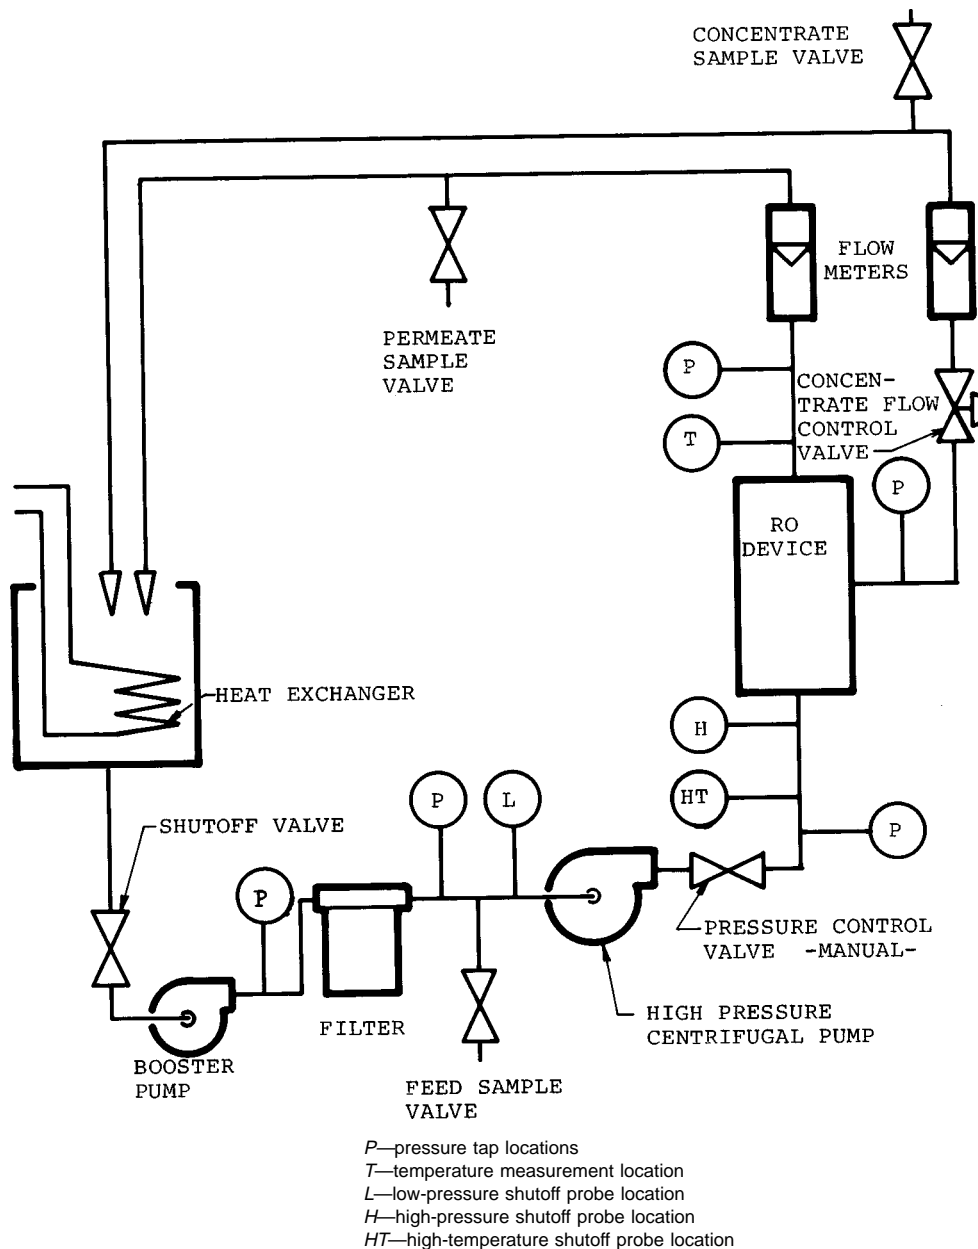 CONCENTRATE
SAMPLE VALVE
FLOW
METERS
PERMEATE
SAMPLE
VALVE
P
CONCEN-
TRATE FLOW
CONTROL
VALVE
T
P
RO
DEVICE
HEAT EXCHANGER
H
HT
P
P
L
SHUTOFF VALVE
P
PRESSURE CONTROL
VALVE -MANUAL-
HIGH PRESSURE
CENTRIFUGAL PUMP
FILTER
BOOSTER
PUMP
FEED SAMPLE
VALVE
P—pressure tap locations
T—temperature measurement location
L—low-pressure shutoff probe location
H—high-pressure shutoff probe location
HT—high-temperature shutoff probe location